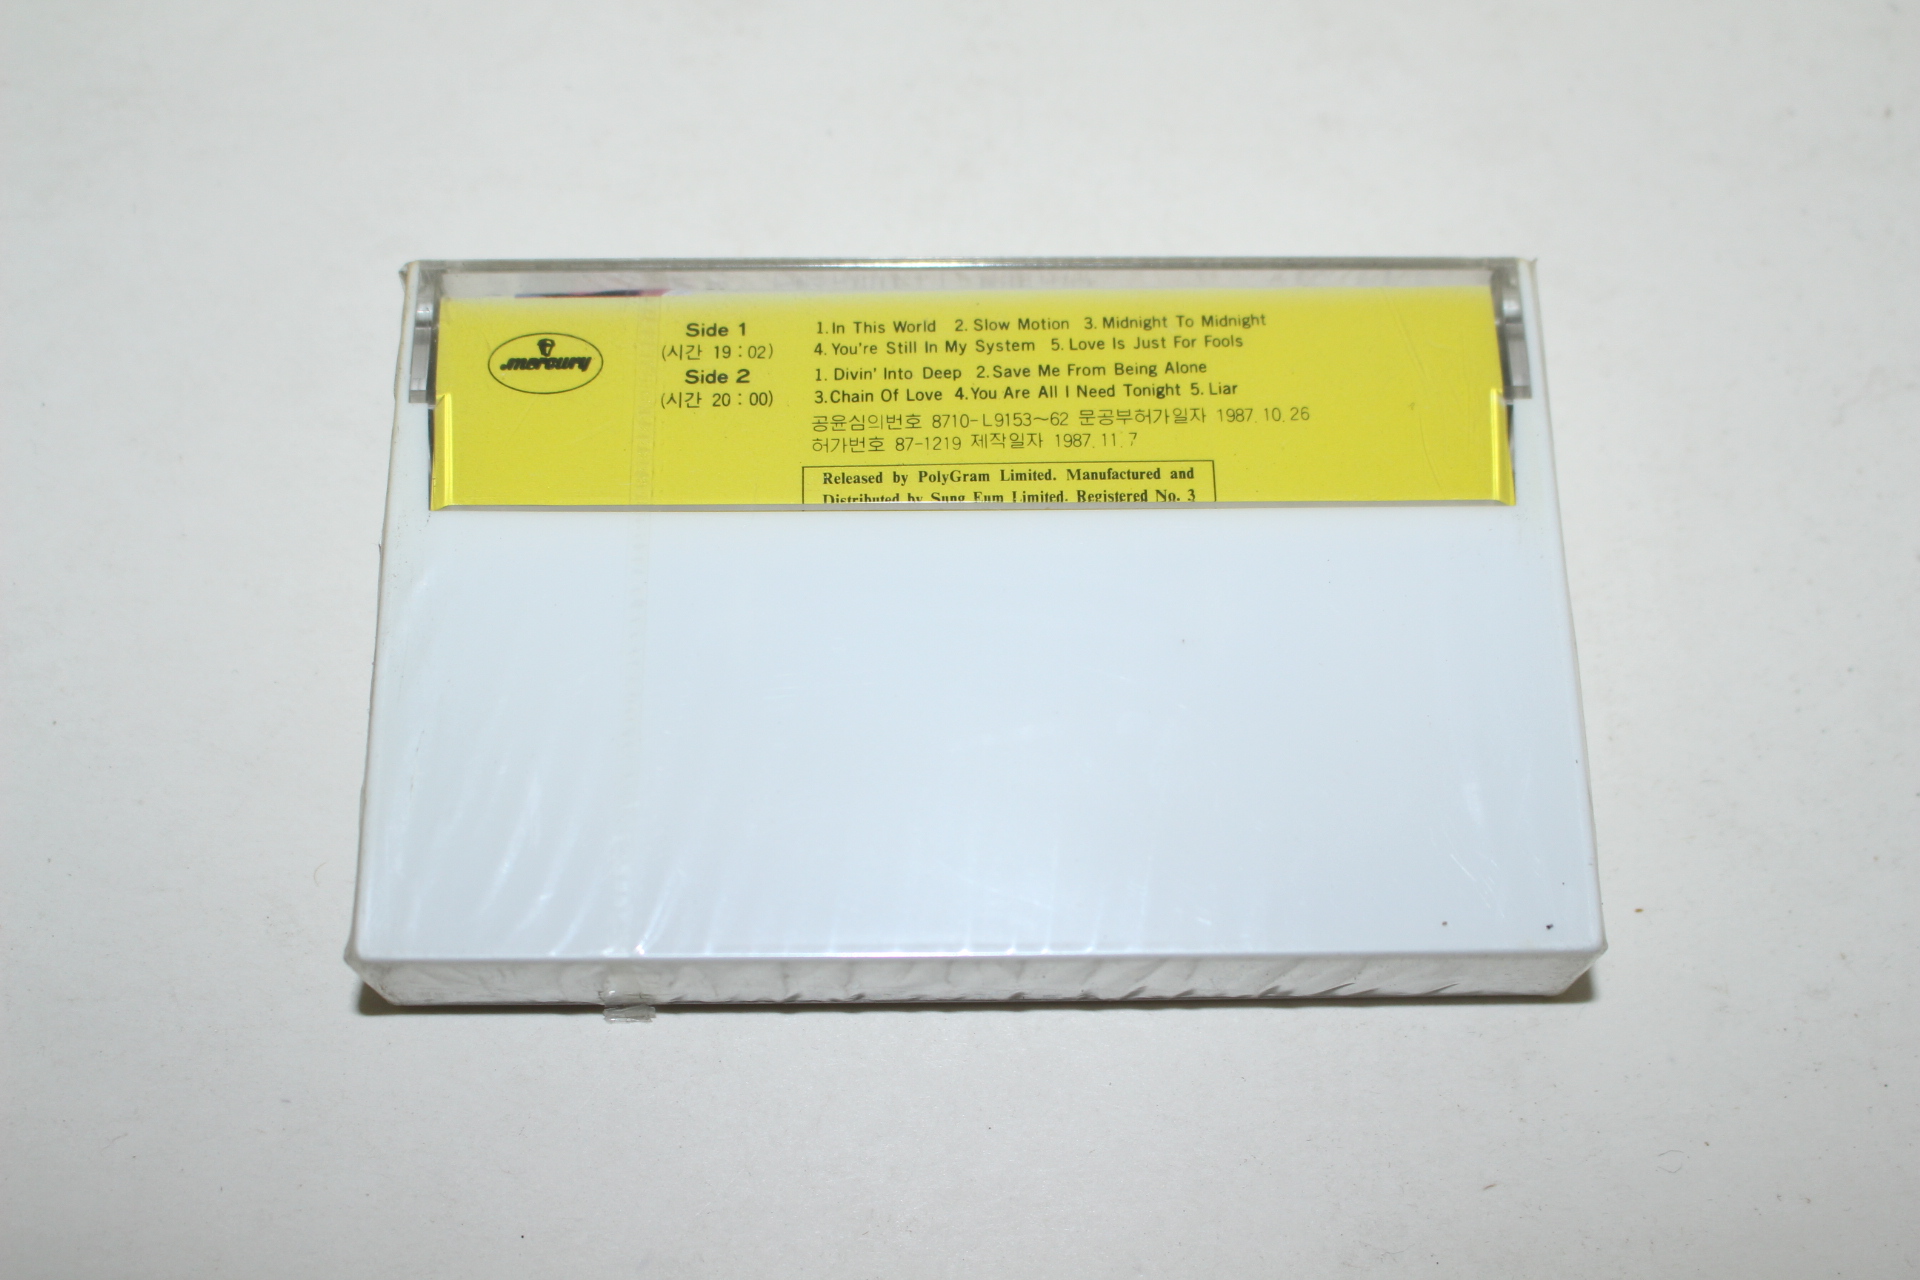 mercury
Side 1
(시간 19 : 02)
1. In This World 2. Slow Motion 3. Midnight To Midnight
4. You're Still In My System 5. Love Is Just For Fools
Side 2
(시간 20 : 00)
1. Divin' Into Deep 2. Save Me From Being Alone
3. Chain Of Love 4. You Are All I Need Tonight 5. Liar
공윤심의번호 8710-L9153~62 문공부허가일자 1987. 10. 26
허가번호 87-1219 제작일자 1987. 11. 7
Released by PolyGram Limited. Manufactured and
Distributed by Sung Eum Limited. Registered No. 3